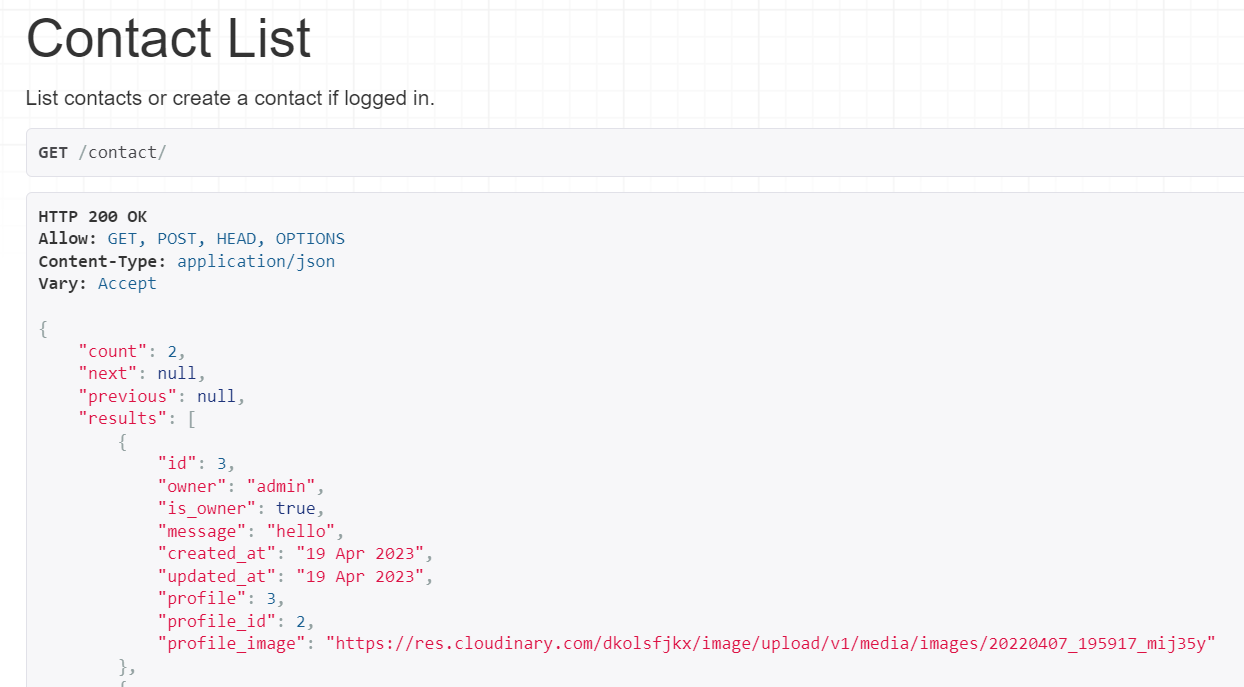 Contact List
List contacts or create a contact if logged in.
GET /contact/
HTTP 200 OK
Allow: GET, POST, HEAD, OPTIONS
Content-Type: application/json
Vary: Accept
{
"count": 2,
"next": null,
"previous": null,
"results": [
{
"id": 3,
"owner": "admin",
"is_owner": true,
"message": "hello",
"created_at": "19 Apr 2023",
"updated_at": "19 Apr 2023",
"profile": 3,
"profile_id": 2,
"profile_image": "https://res.cloudinary.com/dkolsfjkx/image/upload/v1/media/images/20220407_195917_mij35y"
},
{